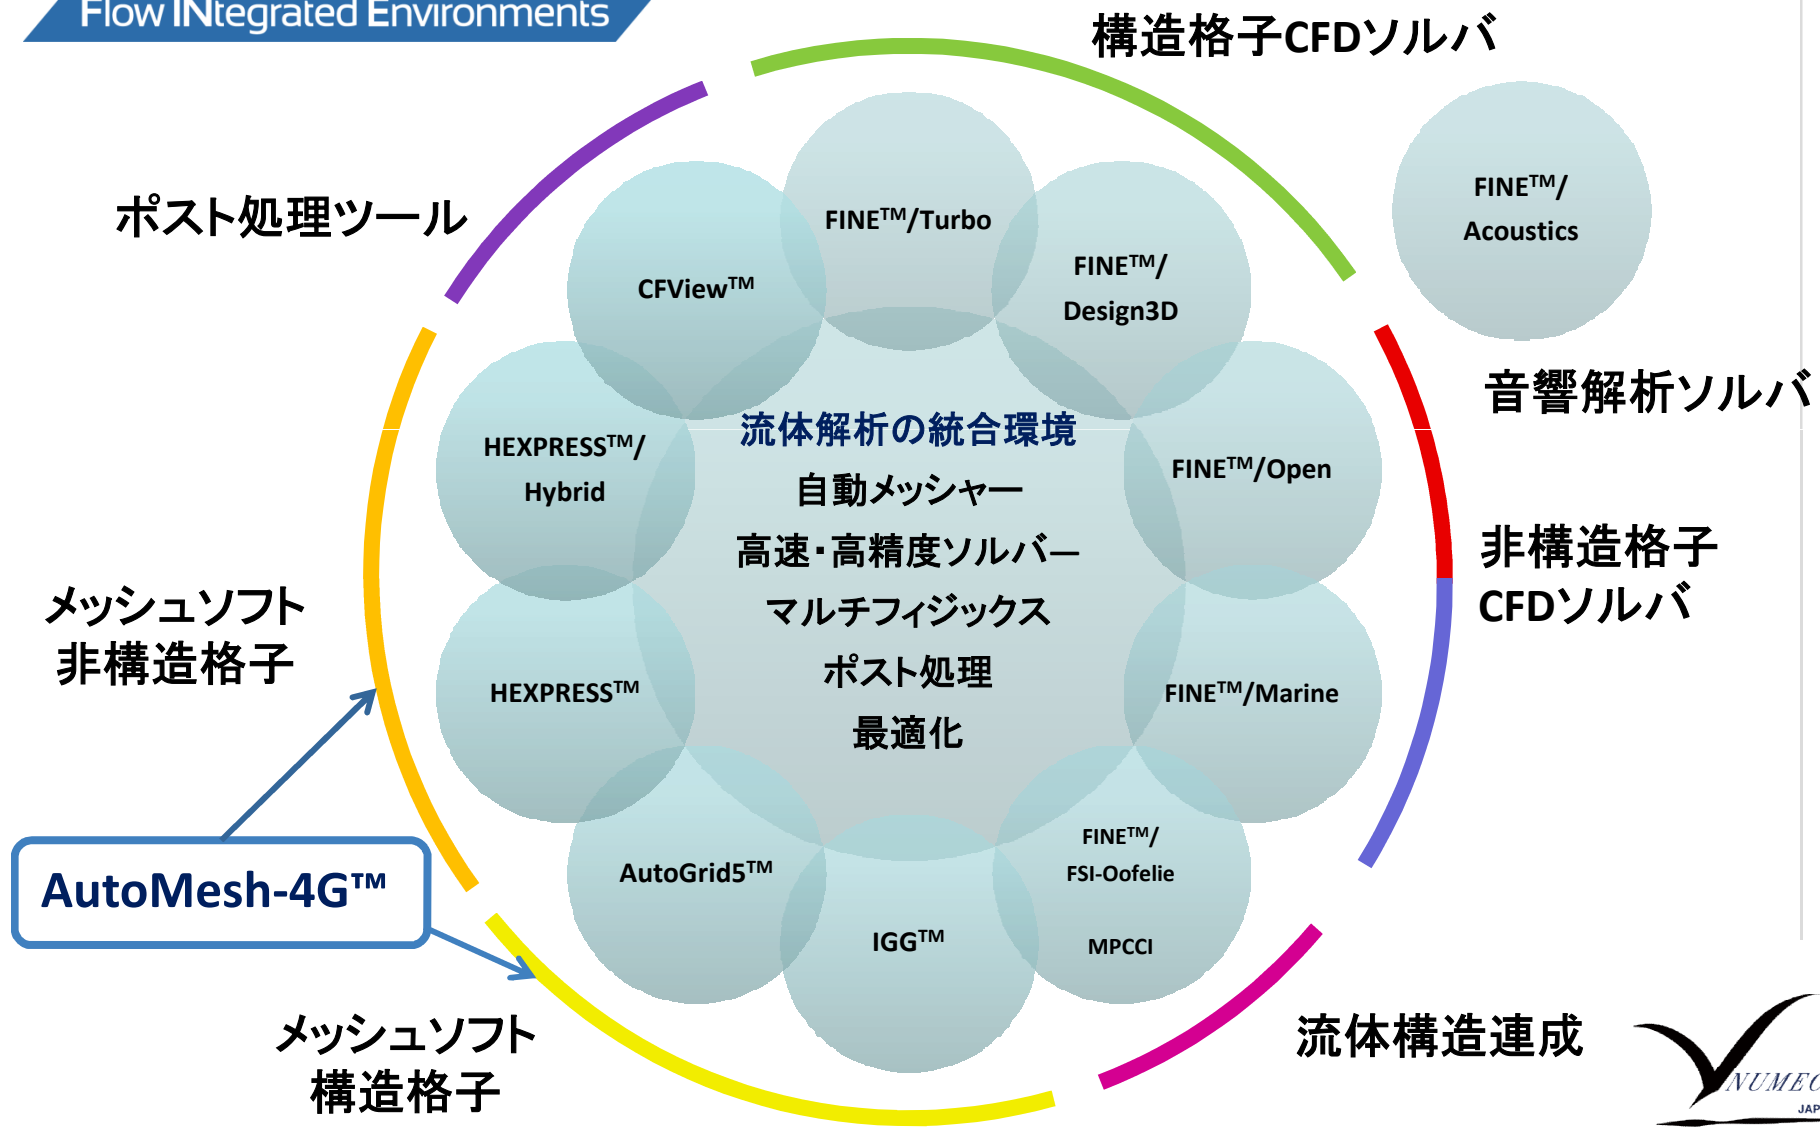 Flow INtegrated Environments
構造格子CFDソルバ
ポスト処理ツール
FINE™/Turbo
FINE™/
Design3D
FINE™/
Acoustics
CFView™
音響解析ソルバ
HEXPRESS™/
Hybrid
流体解析の統合環境
自動メッシャー
高速・高精度ソルバー
マルチフィジックス
ポスト処理
最適化
FINE™/Open
非構造格子
CFDソルバ
メッシュソフト
非構造格子
HEXPRESS™
FINE™/Marine
AutoMesh-4G™
AutoGrid5™
IGG™
FINE™/
FSI-Oofelie
MPCCI
メッシュソフト
構造格子
流体構造連成
NUMEC
JAP